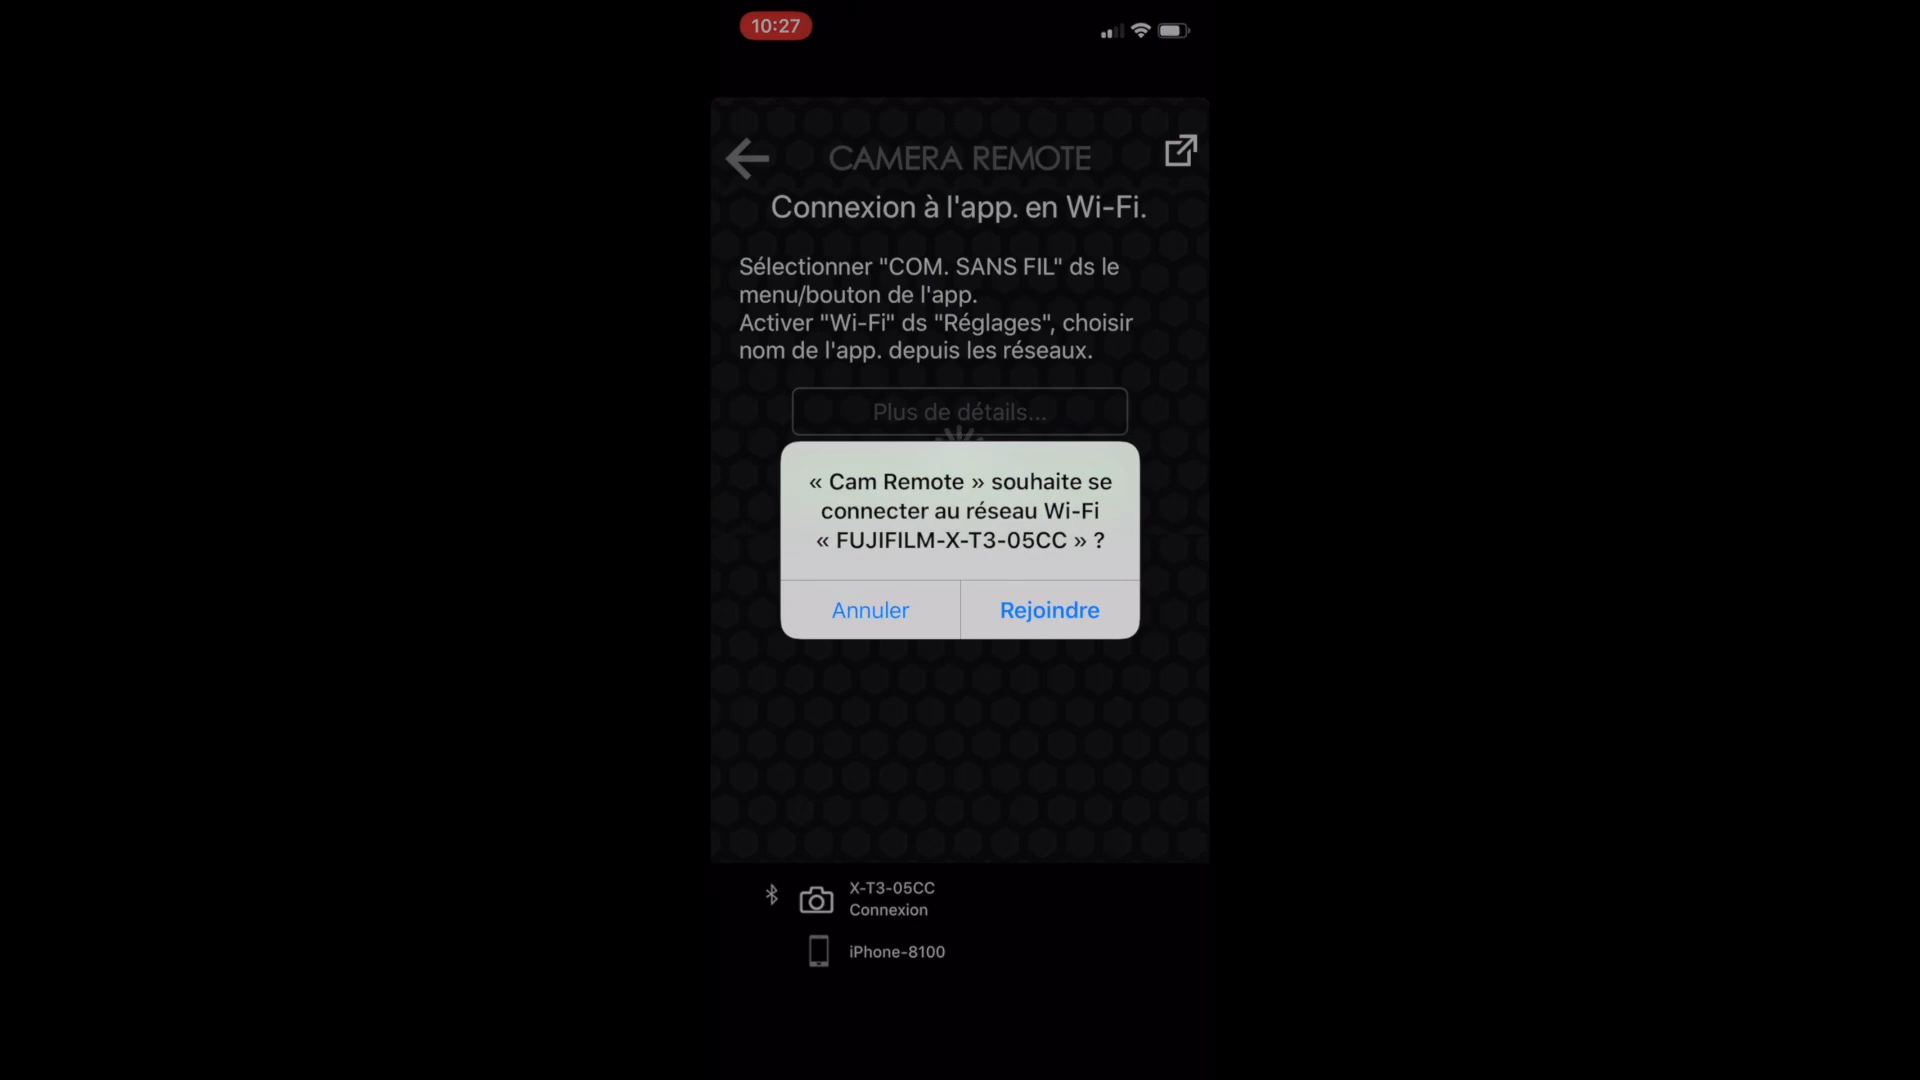 10:27
CAMERA REMOTE
Connexion à l'app. en Wi-Fi.
Sélectionner "COM. SANS FIL" ds le
menu/bouton de l'app.
Activer "Wi-Fi" ds "Réglages", choisir
nom de l'app. depuis les réseaux.
Plus de détails...
« Cam Remote » souhaite se
connecter au réseau Wi-Fi
« FUJIFILM-X-T3-05CC » ?
Annuler
Rejoindre
X-T3-05CC
Connexion
iPhone-8100